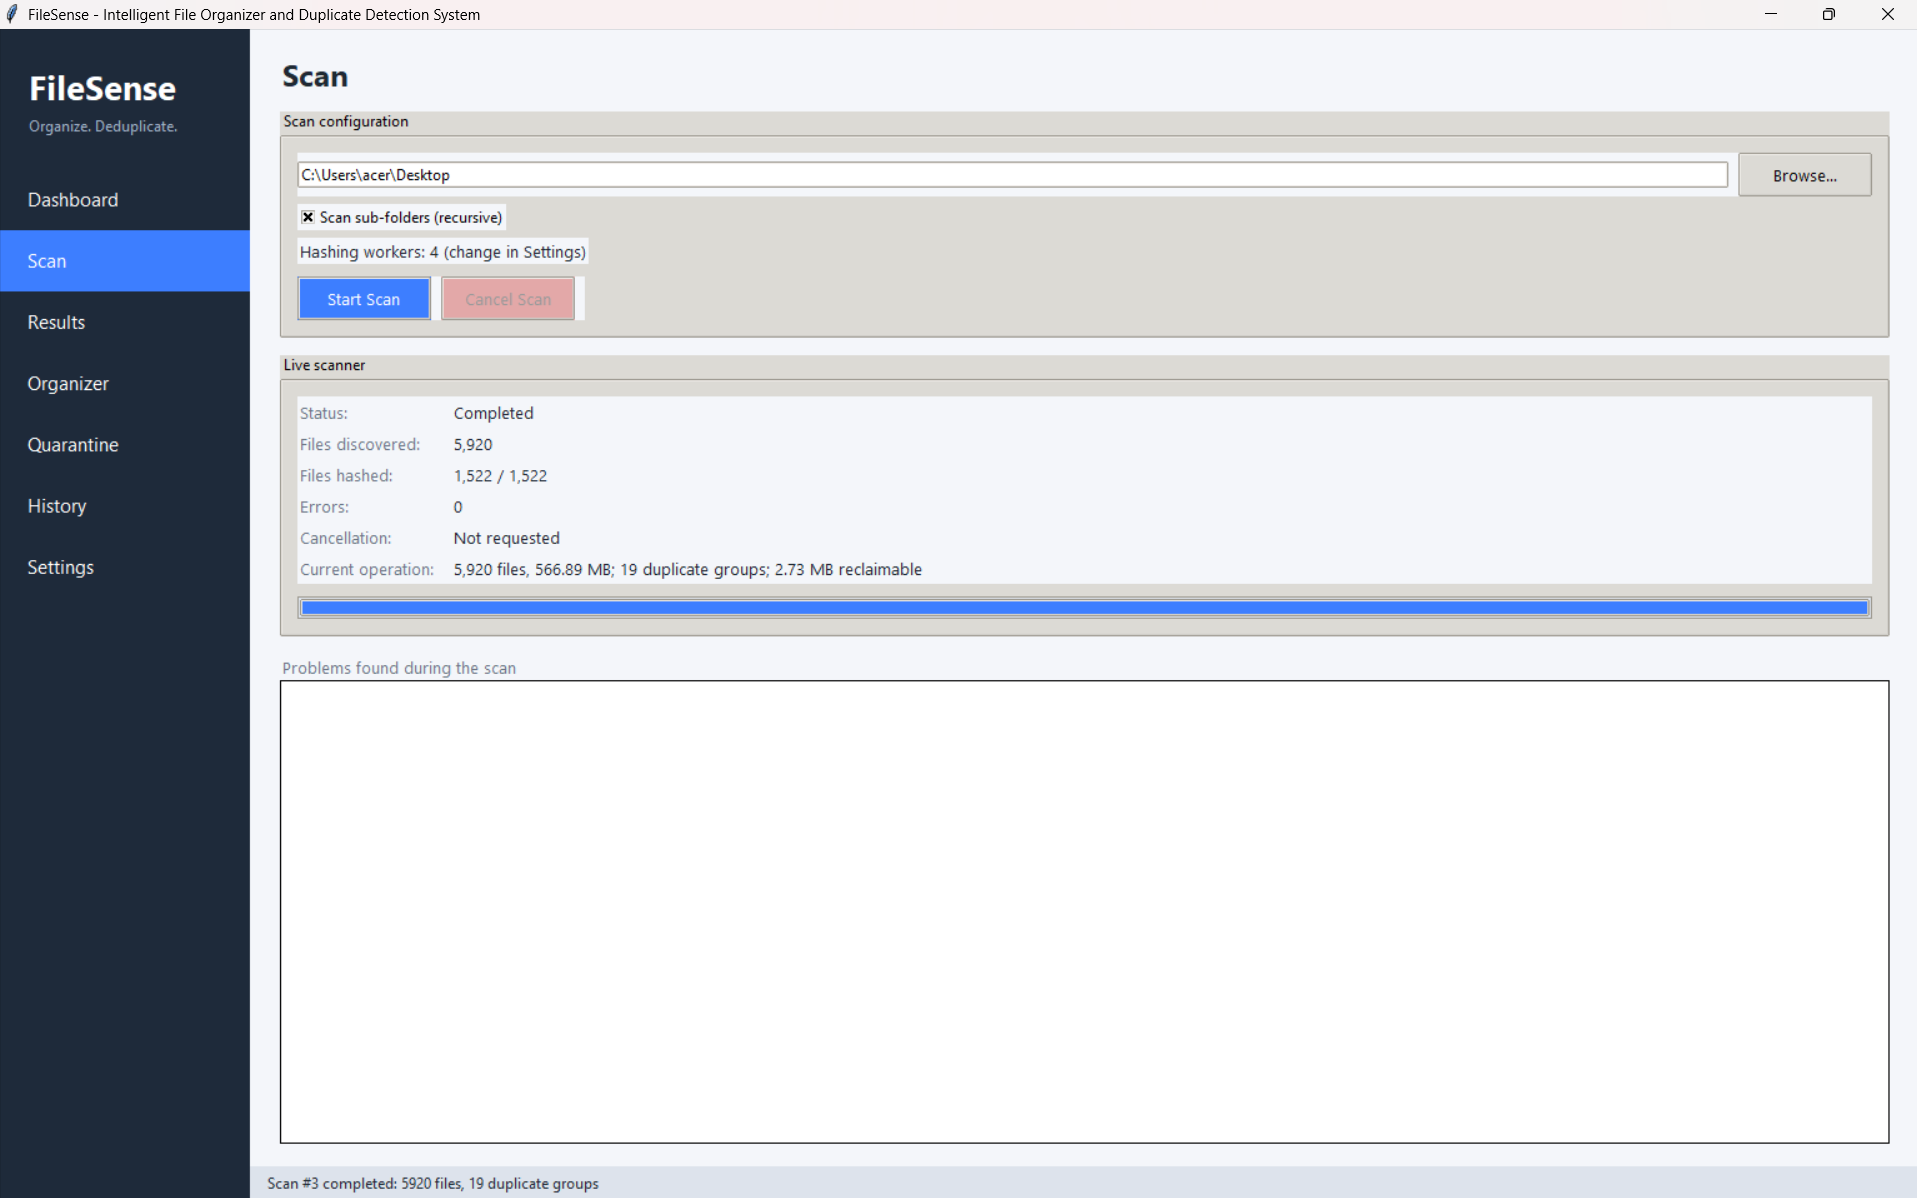 FileSense - Intelligent File Organizer and Duplicate Detection System
FileSense
Organize. Deduplicate.
Dashboard
Scan
Results
Organizer
Quarantine
History
Settings
Scan
Scan configuration
C:\Users\acer\Desktop
Browse...
Scan sub-folders (recursive)
Hashing workers: 4 (change in Settings)
Start Scan
Cancel Scan
Live scanner
Status: Completed
Files discovered: 5,920
Files hashed: 1,522 / 1,522
Errors: 0
Cancellation: Not requested
Current operation: 5,920 files, 566.89 MB; 19 duplicate groups; 2.73 MB reclaimable
Problems found during the scan
Scan #3 completed: 5920 files, 19 duplicate groups